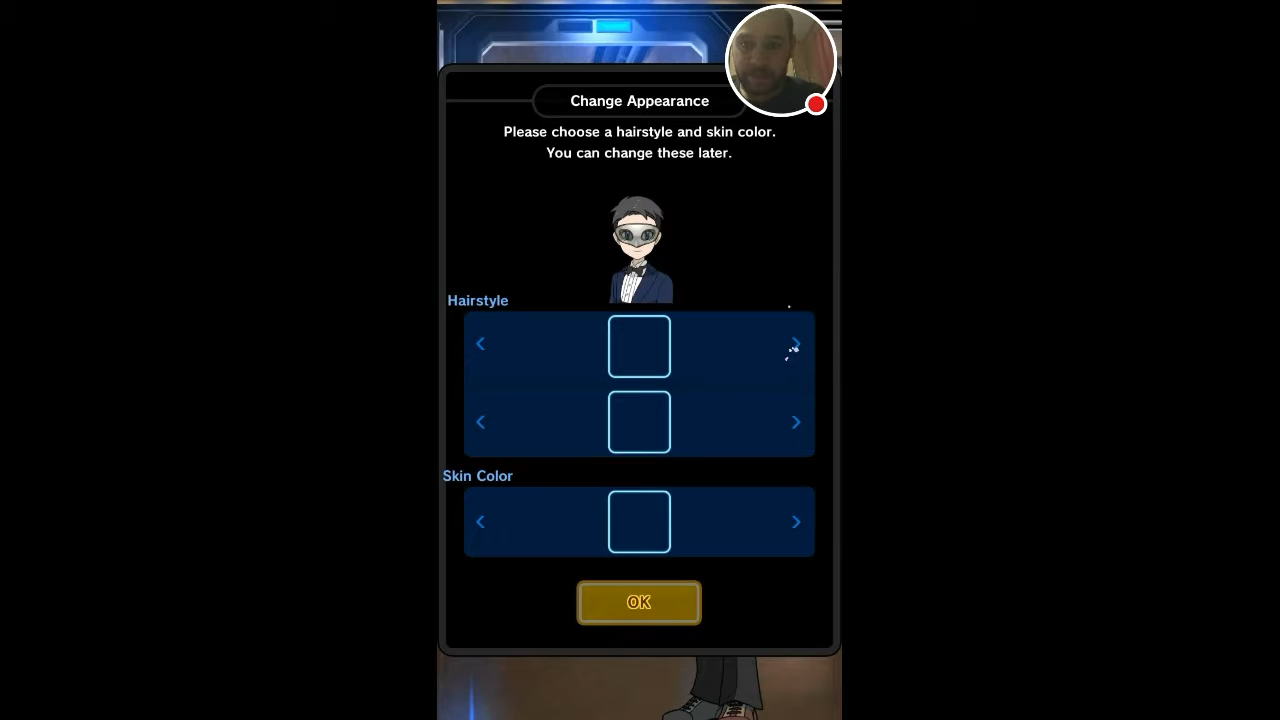 Change Appearance
Please choose a hairstyle and skin color.
You can change these later.
Hairstyle
Skin Color
OK